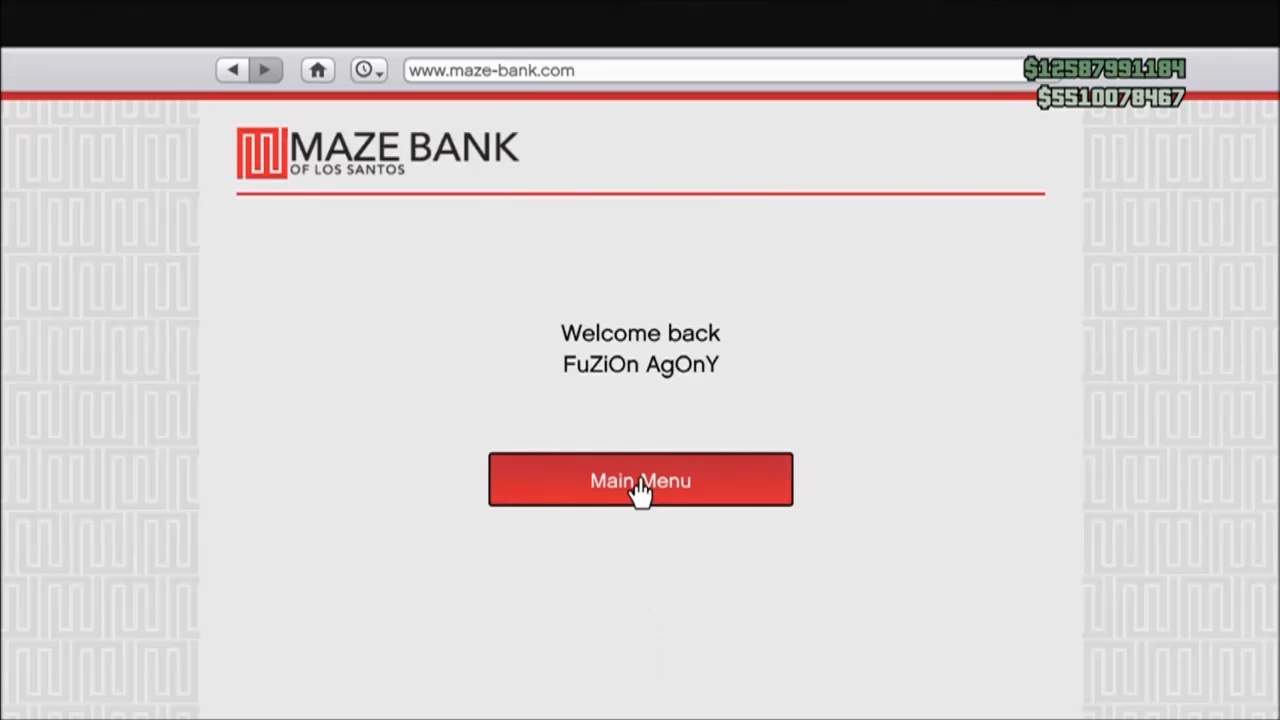 www.maze-bank.com
$12587991184
$5510078467
MAZE BANK
OF LOS SANTOS
Welcome back
FuZiOn AgOnY
Main Menu